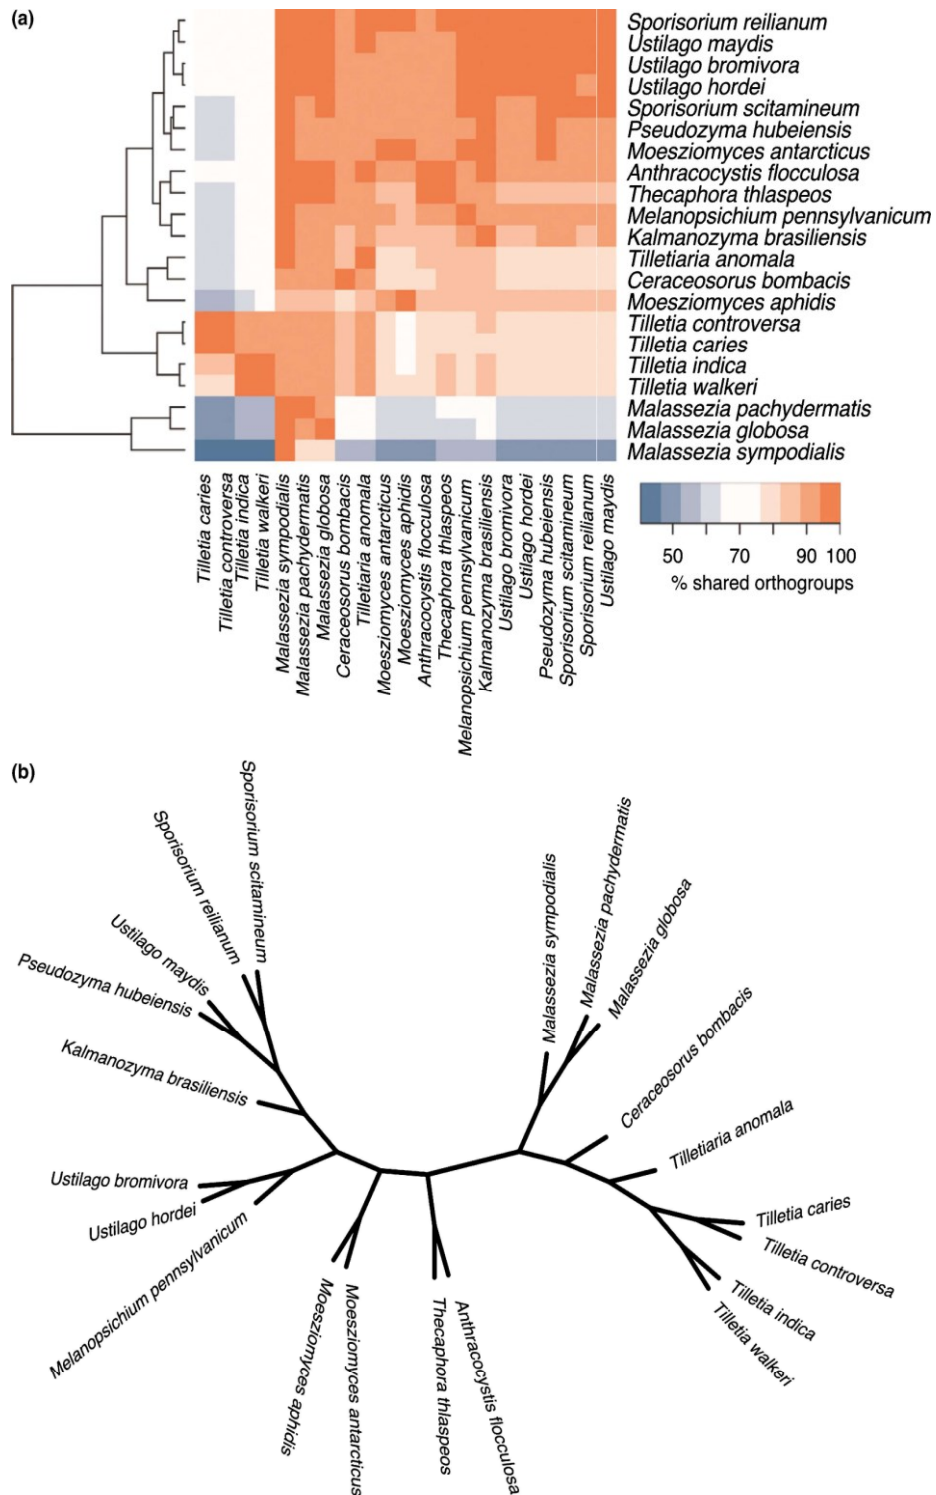 (a)
Sporisorium reilianum
Ustilago maydis
Ustilago bromivora
Ustilago hordei
Sporisorium scitamineum
Pseudozyma hubeiensis
Moesziomyces antarcticus
Anthracocystis flocculosa
Thecaphora thlaspeos
Melanopsichium pennsylvanicum
Kalmanozyma brasiliensis
Tilletiaria anomala
Ceraceosorus bombacis
Moesziomyces aphidis
Tilletia controversa
Tilletia caries
Tilletia indica
Tilletia walkeri
Malassezia pachydermatis
Malassezia globosa
Malassezia sympodialis
Tilletia caries
Tilletia controversa
Tilletia indica
Tilletia walkeri
Malassezia sympodialis
Malassezia pachydermatis
Malassezia globosa
Ceraceosorus bombacis
Tilletiaria anomala
Moesziomyces antarcticus
Moesziomyces aphidis
Anthracocystis flocculosa
Thecaphora thlaspeos
Melanopsichium pennsylvanicum
Kalmanozyma brasiliensis
Ustilago bromivora
Ustilago hordei
Pseudozyma hubeiensis
Sporisorium scitamineum
Sporisorium reilianum
Ustilago maydis
50 70 90 100
% shared orthogroups
(b)
Sporisorium scitamineum
Sporisorium reilianum
Ustilago maydis
Pseudozyma hubeiensis
Kalmanozyma brasiliensis
Ustilago bromivora
Ustilago hordei
Melanopsichium pennsylvanicum
Moesziomyces aphidis
Moesziomyces antarcticus
Thecaphora thlaspeos
Anthracocystis flocculosa
Malassezia sympodialis
Malassezia pachydermatis
Malassezia globosa
Ceraceosorus bombacis
Tilletiaria anomala
Tilletia caries
Tilletia controversa
Tilletia indica
Tilletia walkeri